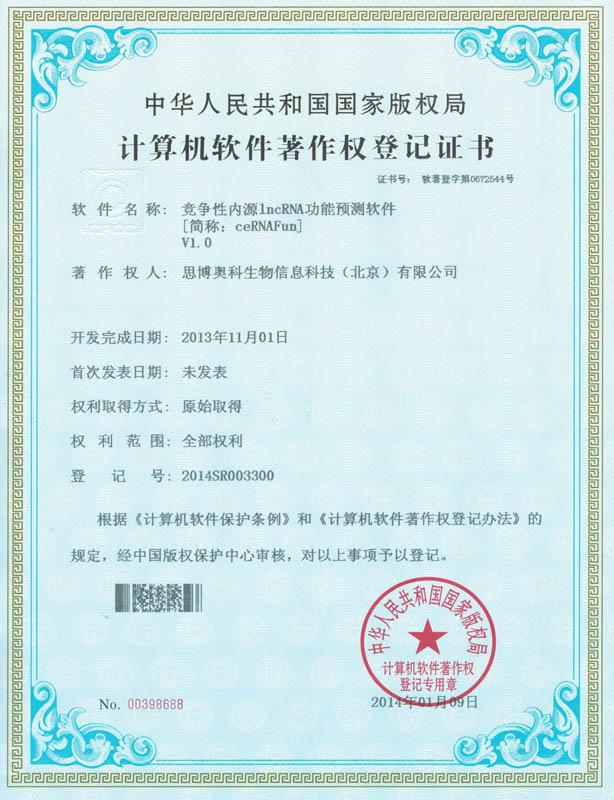 中华人民共和国国家版权局
计算机软件著作权登记证书
证书号： 软著登字第0672544号
软件名称： 竞争性内源lncRNA功能预测软件
[简称：ceRNAFun]
V1.0
著作权人： 思博奥科生物信息科技（北京）有限公司
开发完成日期： 2013年11月01日
首次发表日期： 未发表
权利取得方式： 原始取得
权利范围： 全部权利
登记号： 2014SR003300
根据《计算机软件保护条例》和《计算机软件著作权登记办法》的
规定，经中国版权保护中心审核，对以上事项予以登记。
中华人民共和国国家版权局
计算机软件著作权
登记专用章
No. 00398688
2014年01月09日